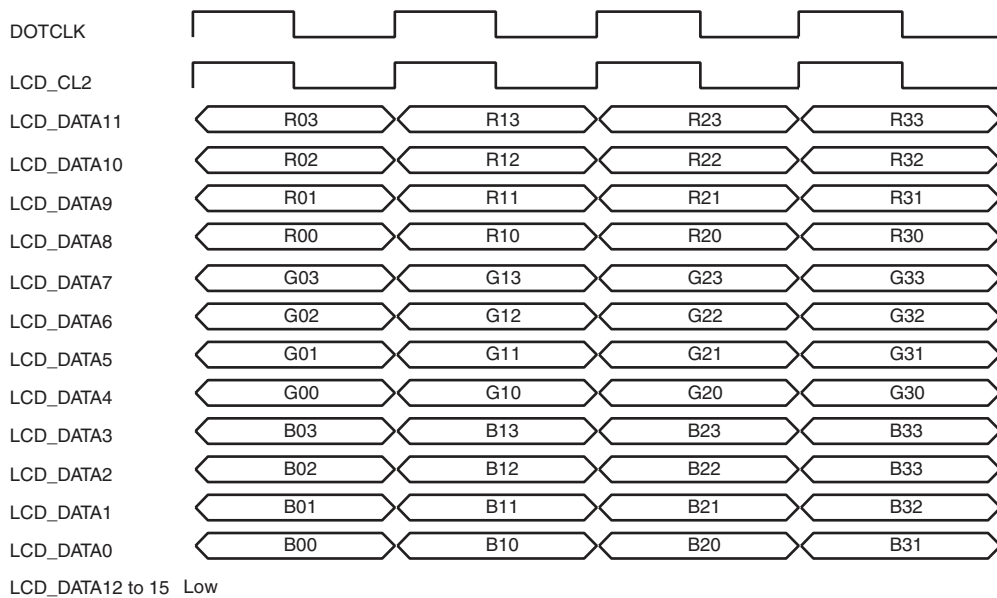 DOTCLK
LCD_CL2
LCD_DATA11 R03 R13 R23 R33
LCD_DATA10 R02 R12 R22 R32
LCD_DATA9 R01 R11 R21 R31
LCD_DATA8 R00 R10 R20 R30
LCD_DATA7 G03 G13 G23 G33
LCD_DATA6 G02 G12 G22 G32
LCD_DATA5 G01 G11 G21 G31
LCD_DATA4 G00 G10 G20 G30
LCD_DATA3 B03 B13 B23 B33
LCD_DATA2 B02 B12 B22 B33
LCD_DATA1 B01 B11 B21 B32
LCD_DATA0 B00 B10 B20 B31
LCD_DATA12 to 15 Low